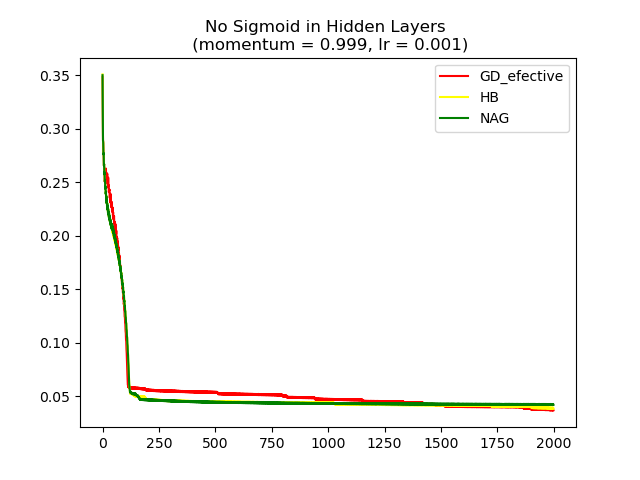 No Sigmoid in Hidden Layers
(momentum = 0.999, lr = 0.001)
GD_efective
HB
NAG
0.35
0.30
0.25
0.20
0.15
0.10
0.05
0 250 500 750 1000 1250 1500 1750 2000